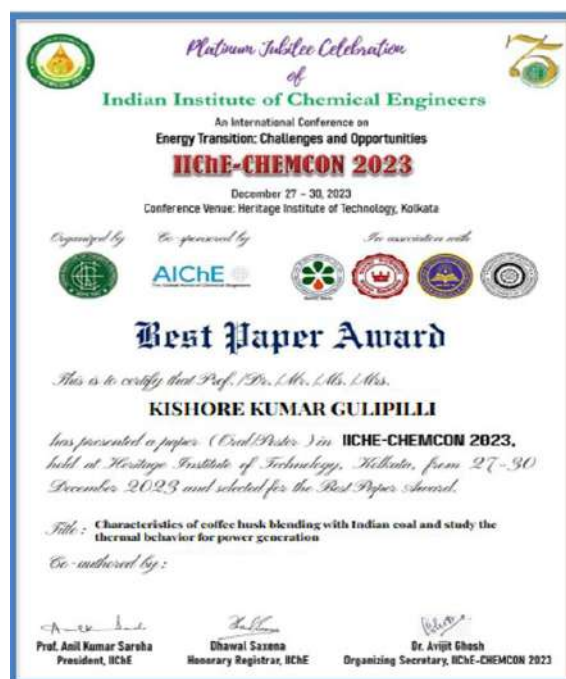 Platinum Jubilee Celebration
of
Indian Institute of Chemical Engineers
An International Conference on
Energy Transition: Challenges and Opportunities
IIChE-CHEMCON 2023
December 27 – 30, 2023
Conference Venue: Heritage Institute of Technology, Kolkata
Organized by Co-sponsored by In association with
AIChE
Best Paper Award
This is to certify that Prof. /Dr. /Mr. /Ms. /Mrs.
KISHORE KUMAR GULIPILLI
has presented a paper (Oral/Poster) in IICHE-CHEMCON 2023,
held at Heritage Institute of Technology, Kolkata, from 27-30
December 2023 and selected for the Best Paper Award.
Title : Characteristics of coffee husk blending with Indian coal and study the
thermal behavior for power generation
Co-authored by :
Prof. Anil Kumar Saroha Dhawal Saxena Dr. Avijit Ghosh
President, IIChE Honorary Registrar, IIChE Organizing Secretary, IIChE-CHEMCON 2023